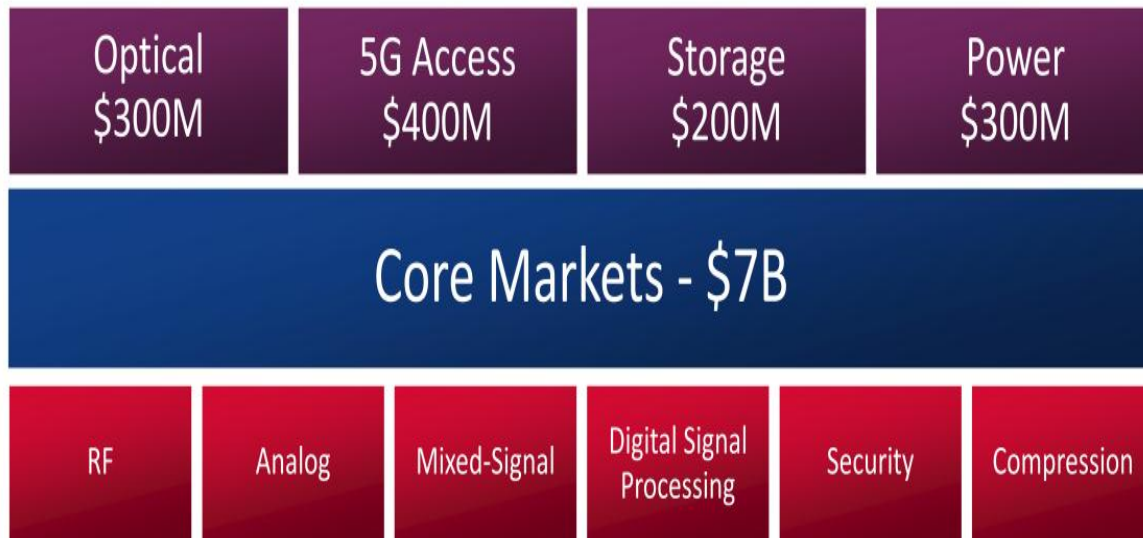 Optical
$300M
5G Access
$400M
Storage
$200M
Power
$300M
Core Markets - $7B
RF
Analog
Mixed-Signal
Digital Signal
Processing
Security
Compression